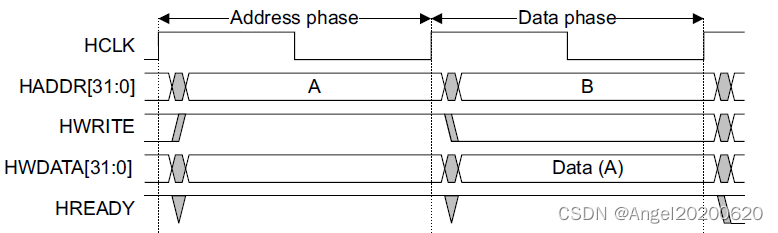 Address phase Data phase
HCLK
HADDR[31:0] A B
HWRITE
HWDATA[31:0] Data (A)
HREADY
CSDN @Angel20200620